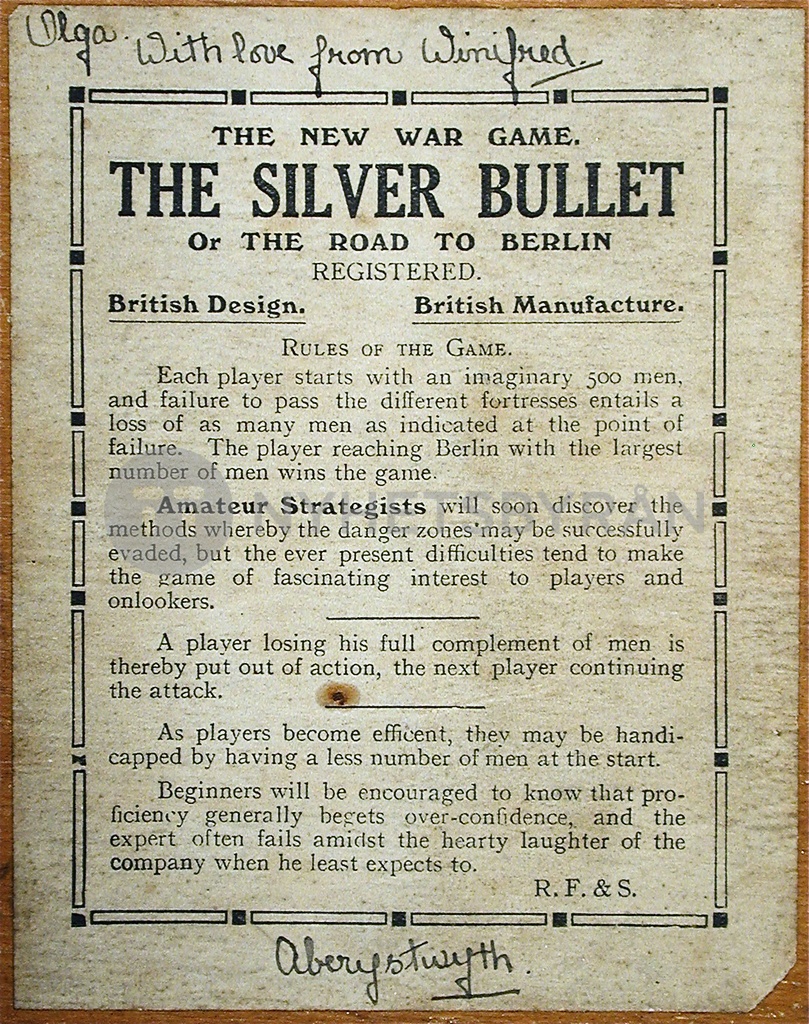 Olga. With love from Winifred.
THE NEW WAR GAME.
THE SILVER BULLET
Or THE ROAD TO BERLIN
REGISTERED.
British Design. British Manufacture.
RULES OF THE GAME.
Each player starts with an imaginary 500 men,
and failure to pass the different fortresses entails a
loss of as many men as indicated at the point of
failure. The player reaching Berlin with the largest
number of men wins the game.
Amateur Strategists will soon discover the
methods whereby the danger zones may be successfully
evaded, but the ever present difficulties tend to make
the game of fascinating interest to players and
onlookers.
A player losing his full complement of men is
thereby put out of action, the next player continuing
the attack.
As players become efficent, they may be handi-
capped by having a less number of men at the start.
Beginners will be encouraged to know that pro-
ficiency generally begets over-confidence, and the
expert often fails amidst the hearty laughter of the
company when he least expects to.
R. F. & S.
Aberystwyth.